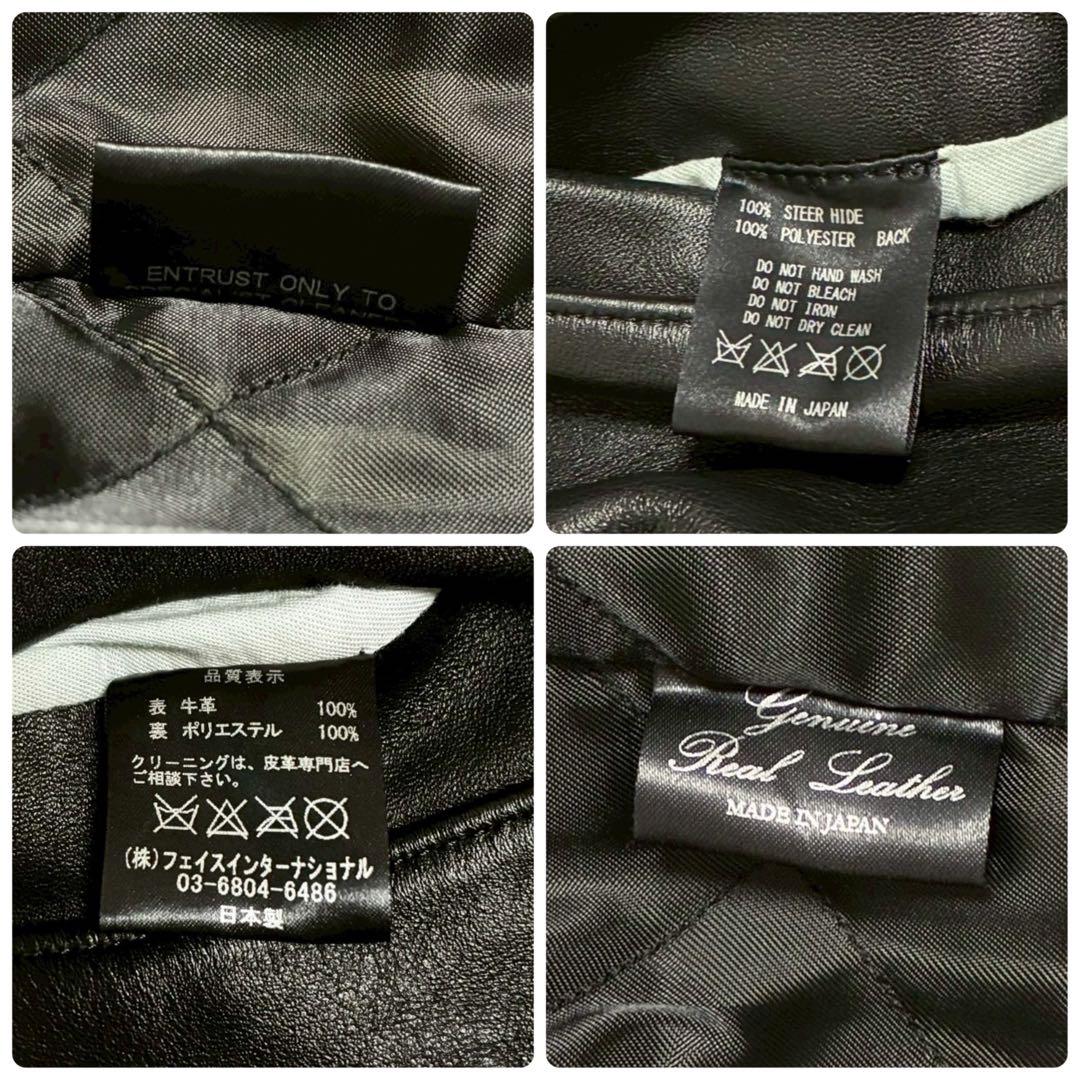 ENTRUST ONLY TO
SPECIALIST CLEANERS
100% STEER HIDE
100% POLYESTER BACK
DO NOT HAND WASH
DO NOT BLEACH
DO NOT IRON
DO NOT DRY CLEAN
MADE IN JAPAN
品質表示
表 牛革 100%
裏 ポリエステル 100%
クリーニングは、皮革専門店へ
ご相談下さい。
(株)フェイスインターナショナル
03-6804-6486
日本製
Genuine
Real Leather
MADE IN JAPAN